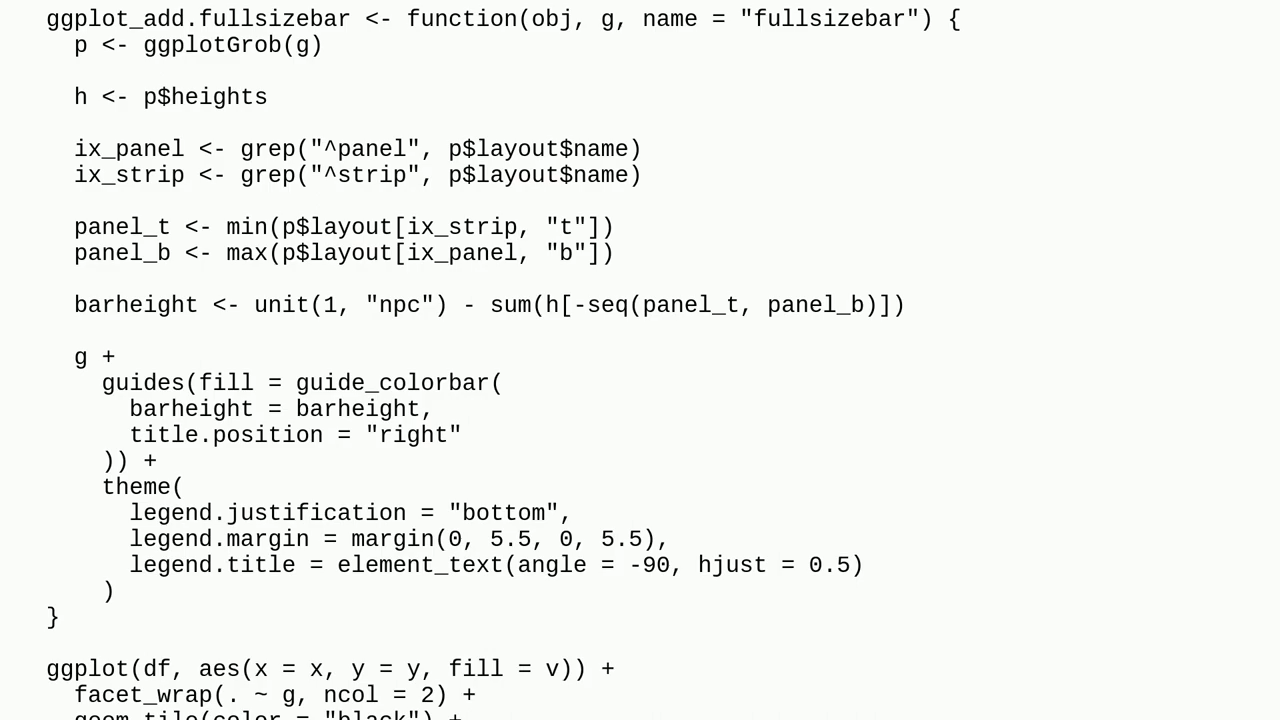 ggplot_add.fullsizebar <- function(obj, g, name = "fullsizebar") {
  p <- ggplotGrob(g)

  h <- p$heights

  ix_panel <- grep("^panel", p$layout$name)
  ix_strip <- grep("^strip", p$layout$name)

  panel_t <- min(p$layout[ix_strip, "t"])
  panel_b <- max(p$layout[ix_panel, "b"])

  barheight <- unit(1, "npc") - sum(h[-seq(panel_t, panel_b)])

  g +
    guides(fill = guide_colorbar(
      barheight = barheight,
      title.position = "right"
    )) +
    theme(
      legend.justification = "bottom",
      legend.margin = margin(0, 5.5, 0, 5.5),
      legend.title = element_text(angle = -90, hjust = 0.5)
    )
}

ggplot(df, aes(x = x, y = y, fill = v)) +
  facet_wrap(. ~ g, ncol = 2) +
  geom_tile(color = "black") +